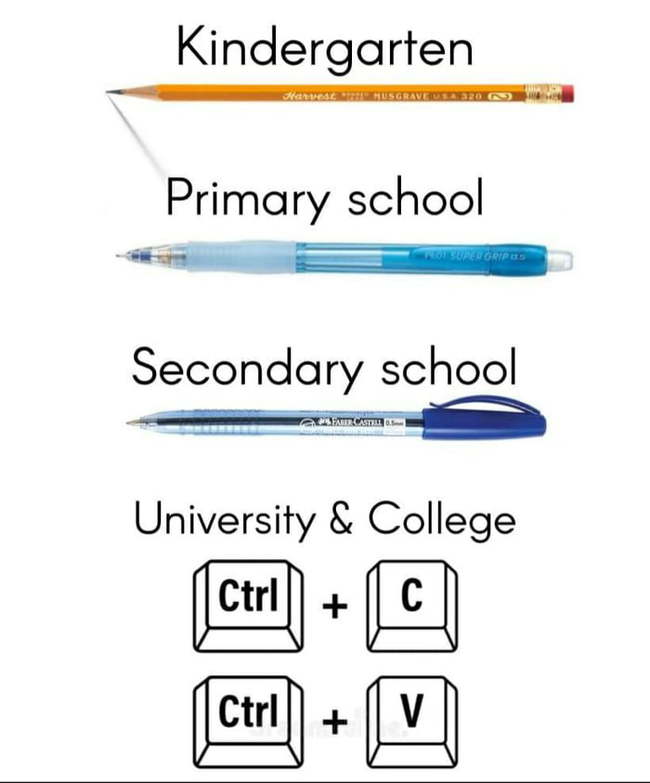 Kindergarten
Harvest MUSGRAVE U S A 320 2
Primary school
PILOT SUPER GRIP 0.5
Secondary school
FABER-CASTELL
University & College
Ctrl + C
Ctrl + V